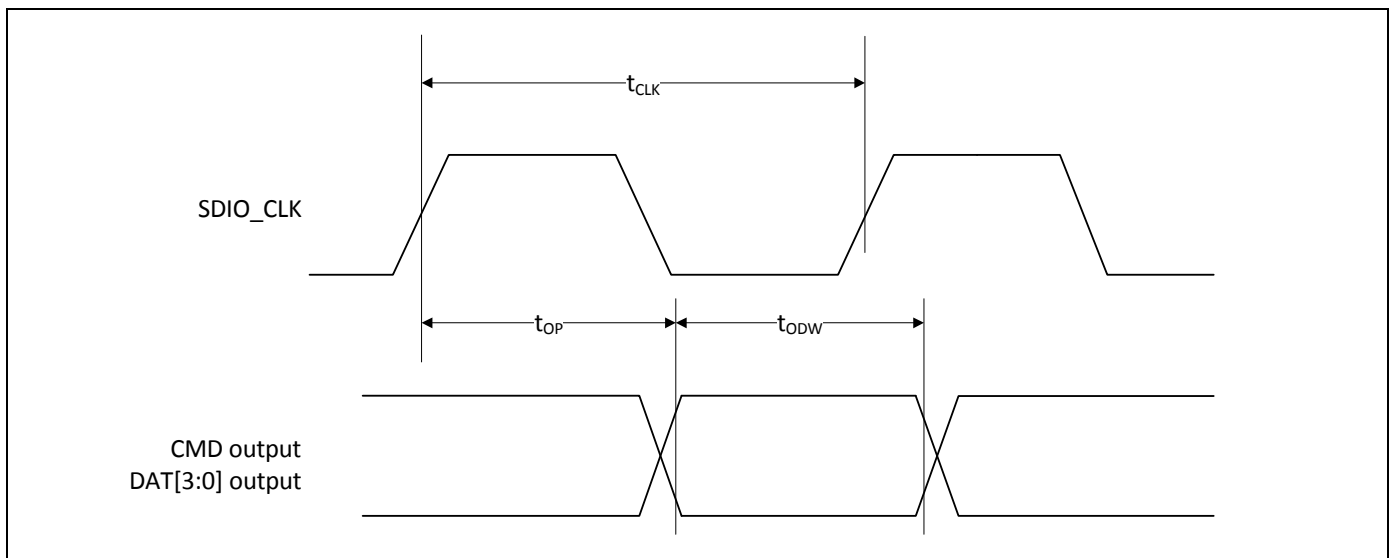 tCLK
SDIO_CLK
tOP
tODW
CMD output
DAT[3:0] output